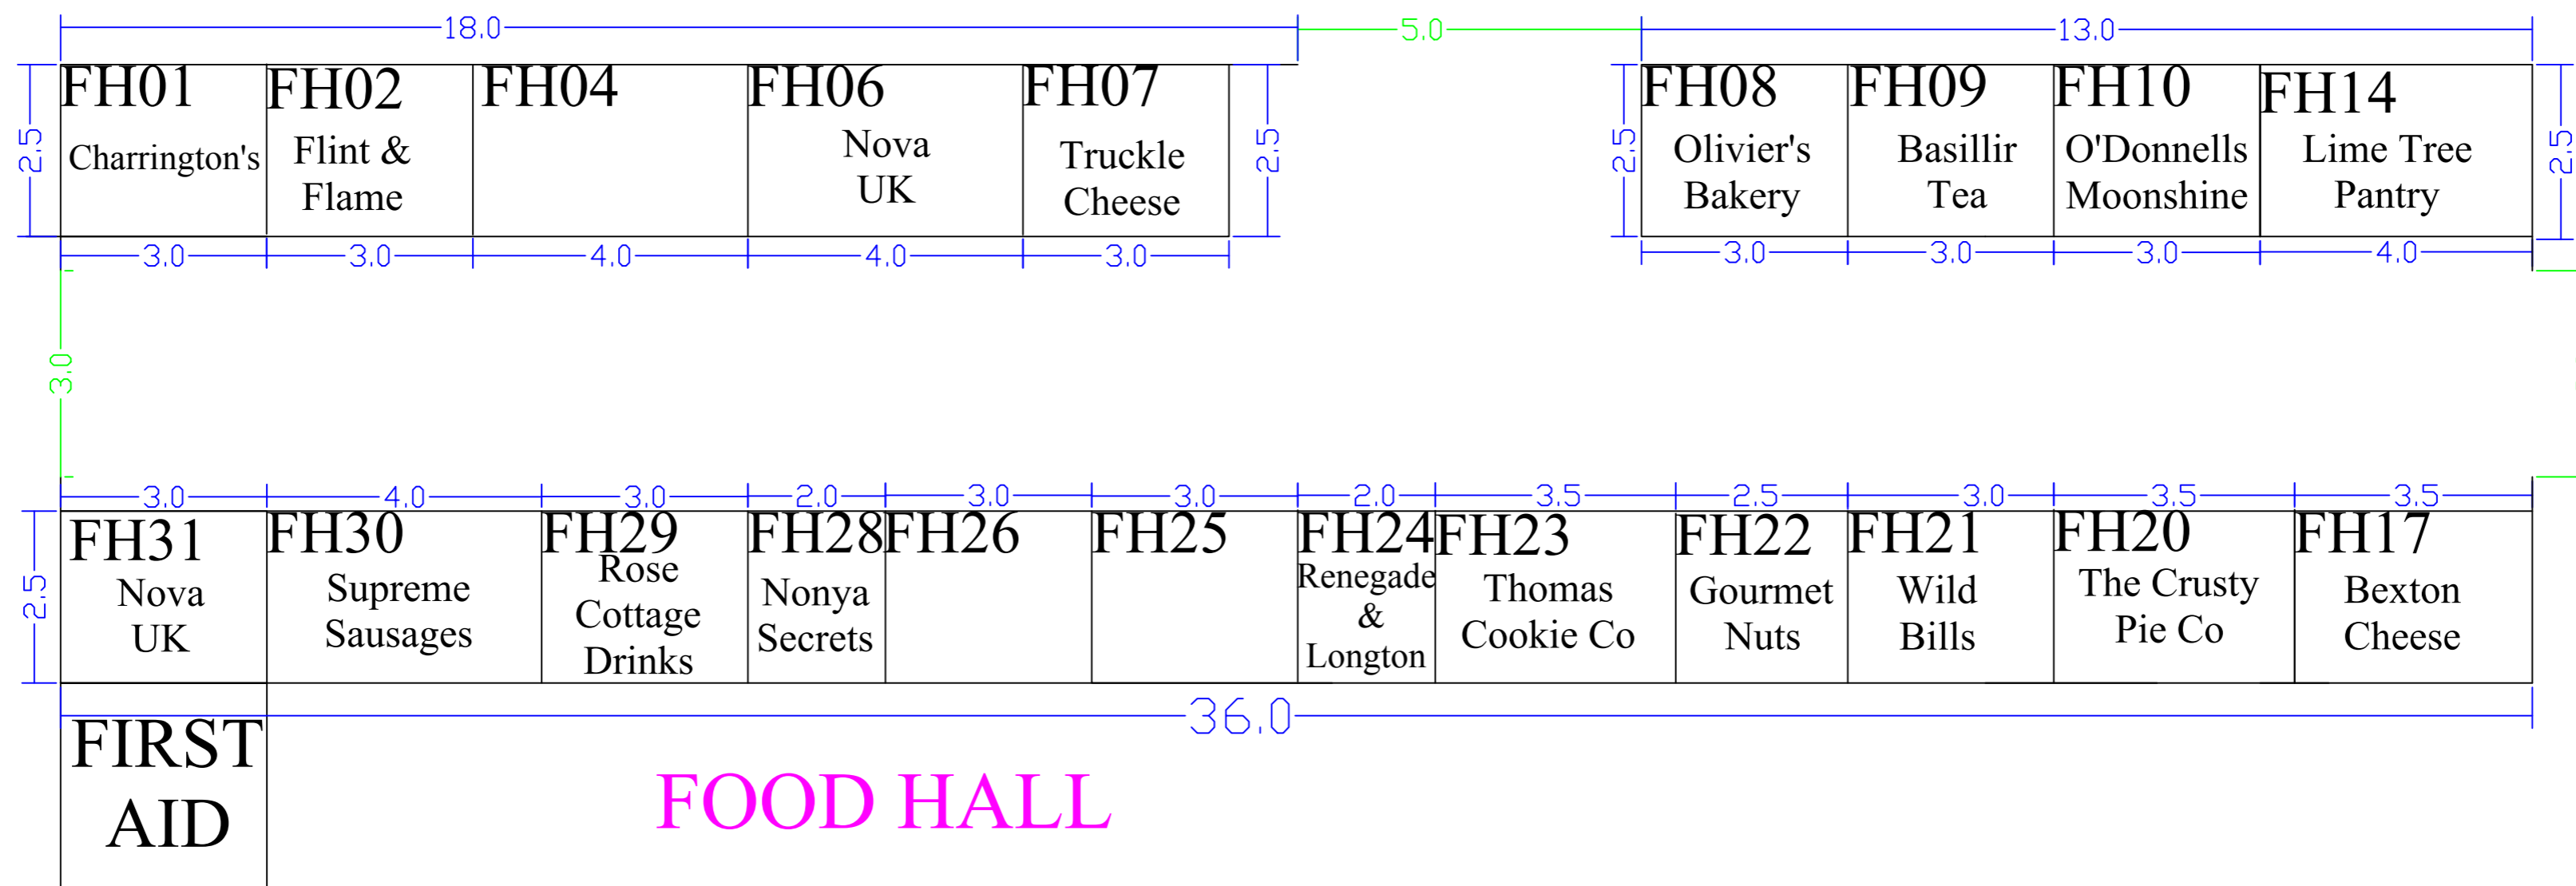 18.0 5.0 13.0
FH01 FH02 FH04 FH06 FH07 FH08 FH09 FH10 FH14
2.5 Charrington's Flint & Nova Truckle 2.5 2.5 Olivier's Basillir O'Donnells Lime Tree 2.5
Flame UK Cheese Bakery Tea Moonshine Pantry
3.0 3.0 4.0 4.0 3.0 3.0 3.0 3.0 4.0
3.0
3.0 4.0 3.0 2.0 3.0 3.0 2.0 3.5 2.5 3.0 3.5 3.5
FH31 FH30 FH29 FH28 FH26 FH25 FH24 FH23 FH22 FH21 FH20 FH17
2.5
Nova
UK
Supreme
Sausages
Rose
Cottage
Drinks
Nonya
Secrets
Renegade
&
Longton
Thomas
Cookie Co
Gourmet
Nuts
Wild
Bills
The Crusty
Pie Co
Bexton
Cheese
36.0
FIRST
AID
FOOD HALL